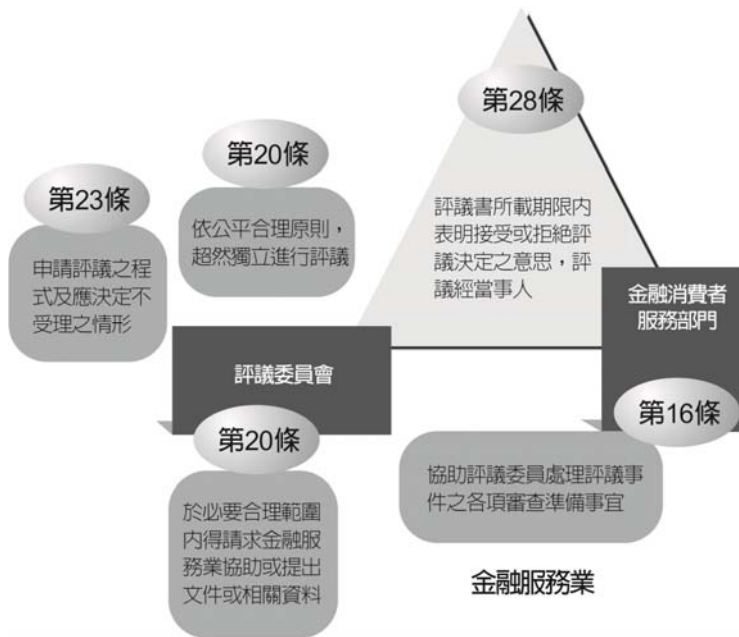 第28條
第20條
第23條
依公平合理原則，
超然獨立進行評議
評議書所載期限內
表明接受或拒絕評
議決定之意思，評
議經當事人
申請評議之程
式及應決定不
受理之情形
金融消費者
服務部門
評議委員會
第16條
第20條
協助評議委員處理評議事
件之各項審查準備事宜
於必要合理範圍
內得請求金融服
務業協助或提出
文件或相關資料
金融服務業